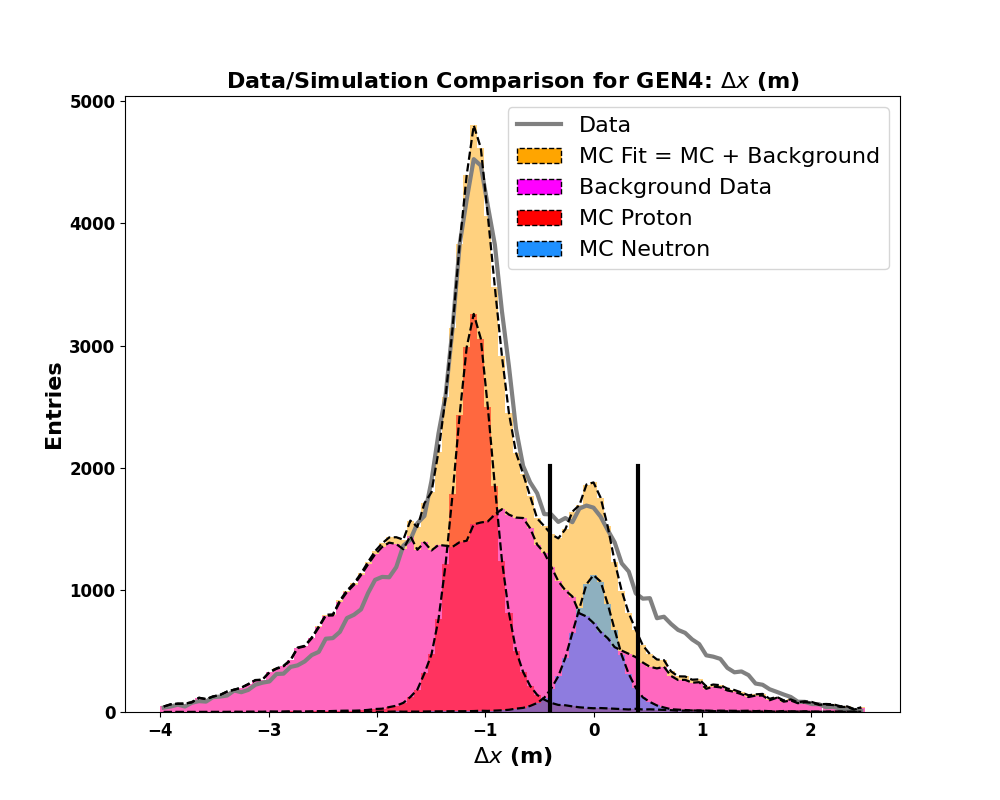 Data/Simulation Comparison for GEN4: Δx (m)
Data
MC Fit = MC + Background
Background Data
MC Proton
MC Neutron
5000
4000
3000
2000
1000
0
Entries
−4 −3 −2 −1 0 1 2
Δx (m)